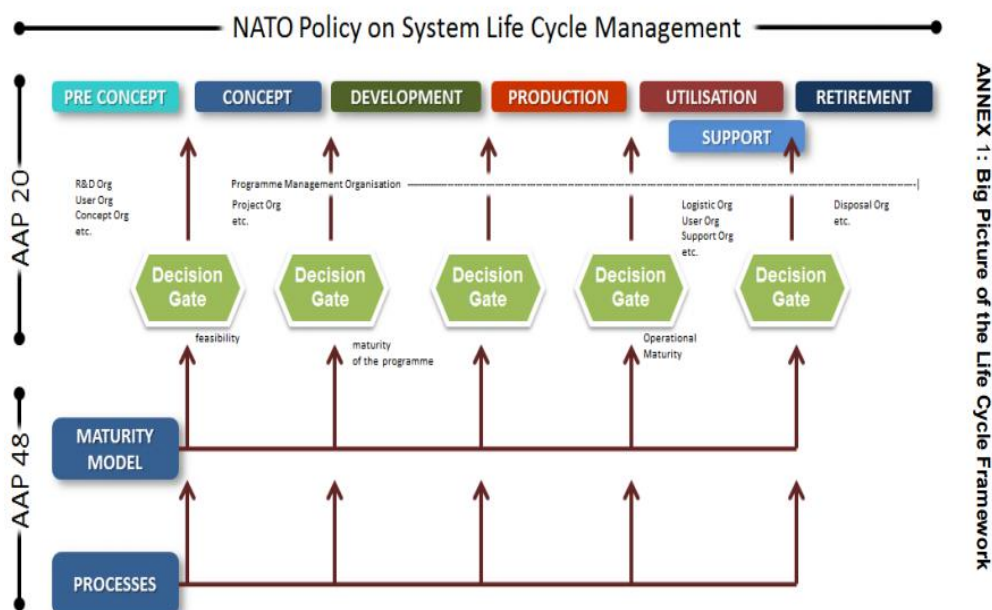 NATO Policy on System Life Cycle Management
PRE CONCEPT
CONCEPT
DEVELOPMENT
PRODUCTION
UTILISATION
RETIREMENT
SUPPORT
AAP 20
R&D Org
User Org
Concept Org
etc.
Programme Management Organisation
Project Org
etc.
Logistic Org
User Org
Support Org
etc.
Disposal Org
etc.
Decision
Gate
Decision
Gate
Decision
Gate
Decision
Gate
Decision
Gate
feasibility
maturity
of the programme
Operational
Maturity
AAP 48
MATURITY
MODEL
PROCESSES
ANNEX 1: Big Picture of the Life Cycle Framework